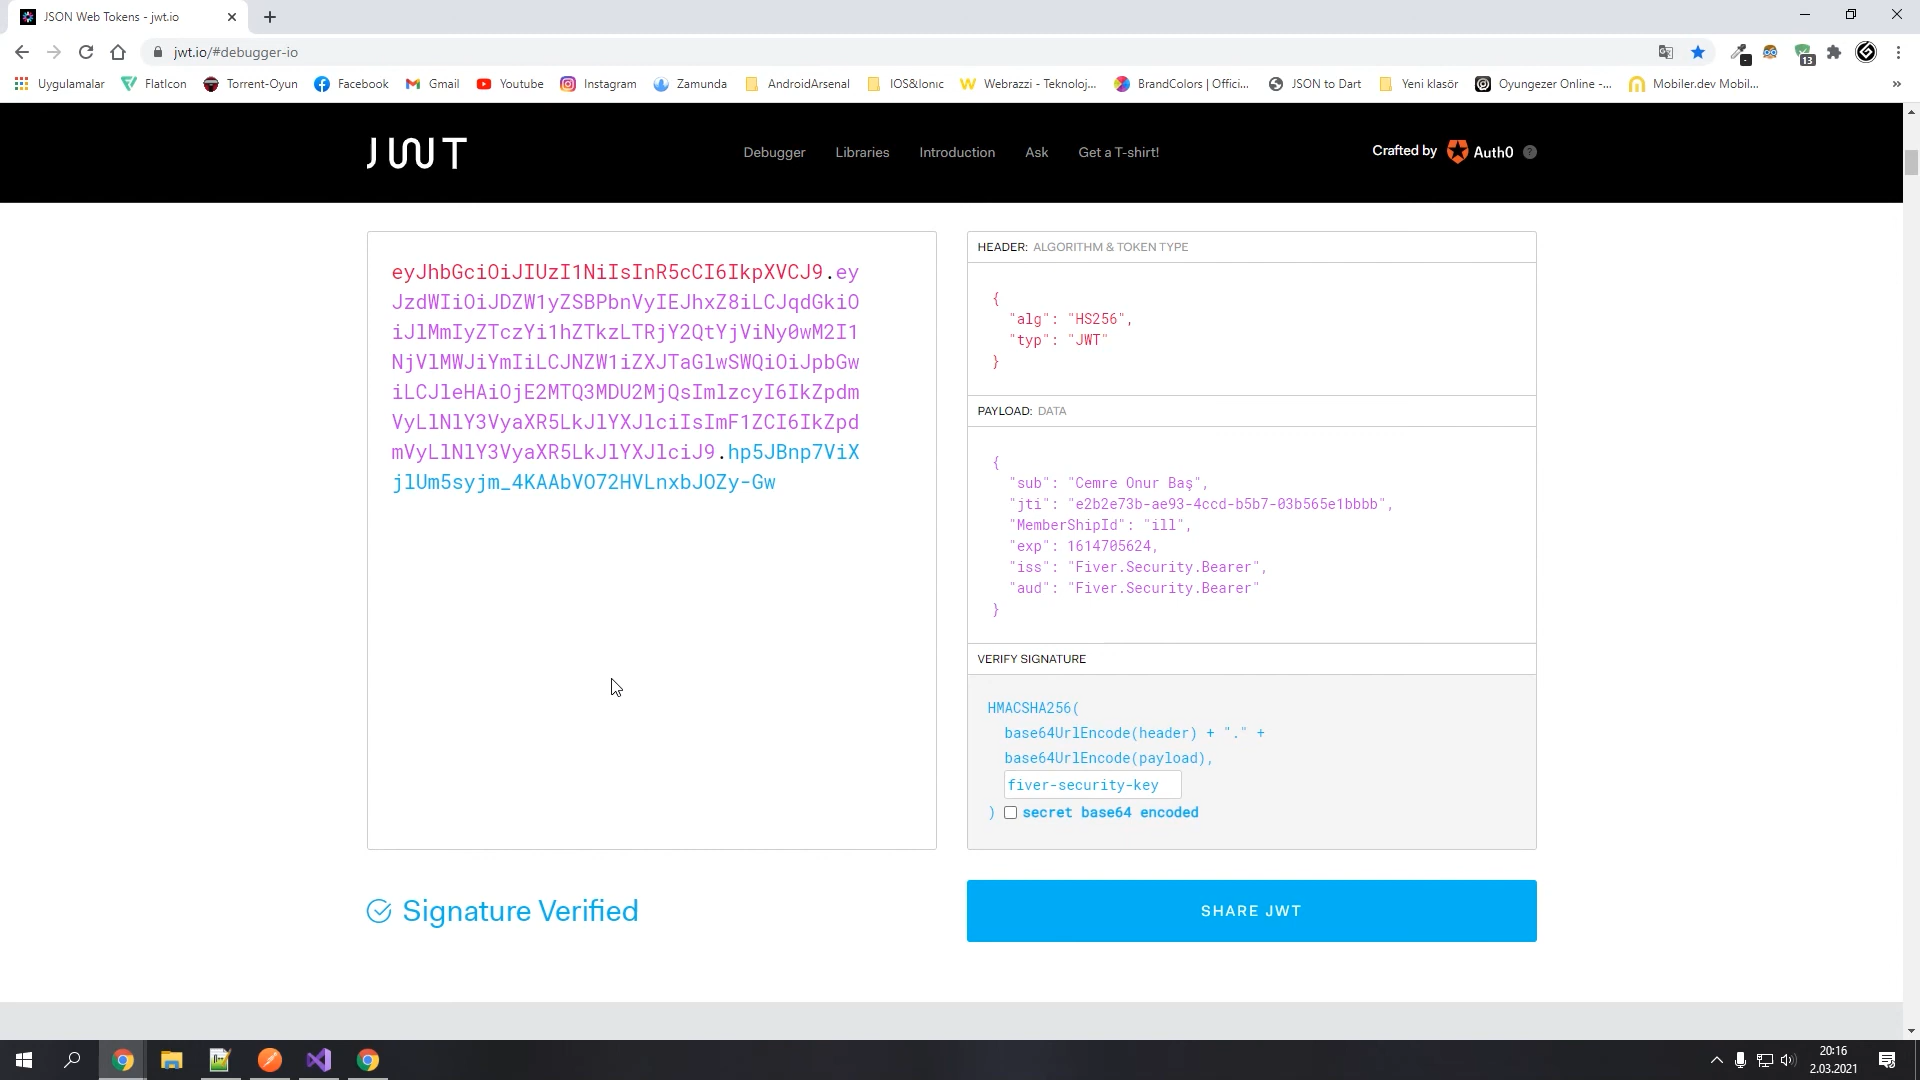 JSON Web Tokens - jwt.io
jwt.io/#debugger-io
13
Uygulamalar
FlatIcon
Torrent-Oyun
Facebook
Gmail
Youtube
Instagram
Zamunda
AndroidArsenal
IOS&Ionic
Webrazzi - Teknoloj...
BrandColors | Offici...
JSON to Dart
Yeni klasör
Oyungezer Online -...
Mobiler.dev Mobil...
JWT
Debugger
Libraries
Introduction
Ask
Get a T-shirt!
Crafted by
Auth0
?
eyJhbGciOiJIUzI1NiIsInR5cCI6IkpXVCJ9.ey
JzdWIiOiJDZW1yZSBPbnVyIEJhxZ8iLCJqdGkiO
iJlMmIyZTczYi1hZTkzLTRjY2QtYjViNy0wM2I1
NjVlMWJiYmIiLCJNZW1iZXJTaGlwSWQiOiJpbGw
iLCJleHAiOjE2MTQ3MDU2MjQsImlzcyI6IkZpdm
VyLlNlY3VyaXR5LkJlYXJlciIsImF1ZCI6IkZpd
mVyLlNlY3VyaXR5LkJlYXJlciJ9.hp5JBnp7ViX
jlUm5syjm_4KAAbVO72HVLnxbJOZy-Gw
HEADER: ALGORITHM & TOKEN TYPE
{
"alg": "HS256",
"typ": "JWT"
}
PAYLOAD: DATA
{
"sub": "Cemre Onur Baş",
"jti": "e2b2e73b-ae93-4ccd-b5b7-03b565e1bbbb",
"MemberShipId": "ill",
"exp": 1614705624,
"iss": "Fiver.Security.Bearer",
"aud": "Fiver.Security.Bearer"
}
VERIFY SIGNATURE
HMACSHA256(
base64UrlEncode(header) + "." +
base64UrlEncode(payload),
fiver-security-key
) secret base64 encoded
Signature Verified
SHARE JWT
20:16
2.03.2021